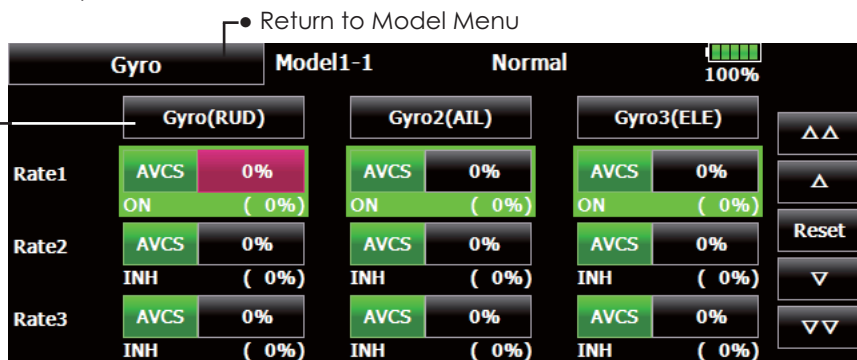 ● Return to Model Menu
Gyro Model1-1 Normal 100%
Gyro(RUD) Gyro2(AIL) Gyro3(ELE)
Rate1 AVCS 0% AVCS 0% AVCS 0%
ON ( 0%) ON ( 0%) ON ( 0%)
Rate2 AVCS 0% AVCS 0% AVCS 0% Reset
INH ( 0%) INH ( 0%) INH ( 0%)
Rate3 AVCS 0% AVCS 0% AVCS 0%
INH ( 0%) INH ( 0%) INH ( 0%)